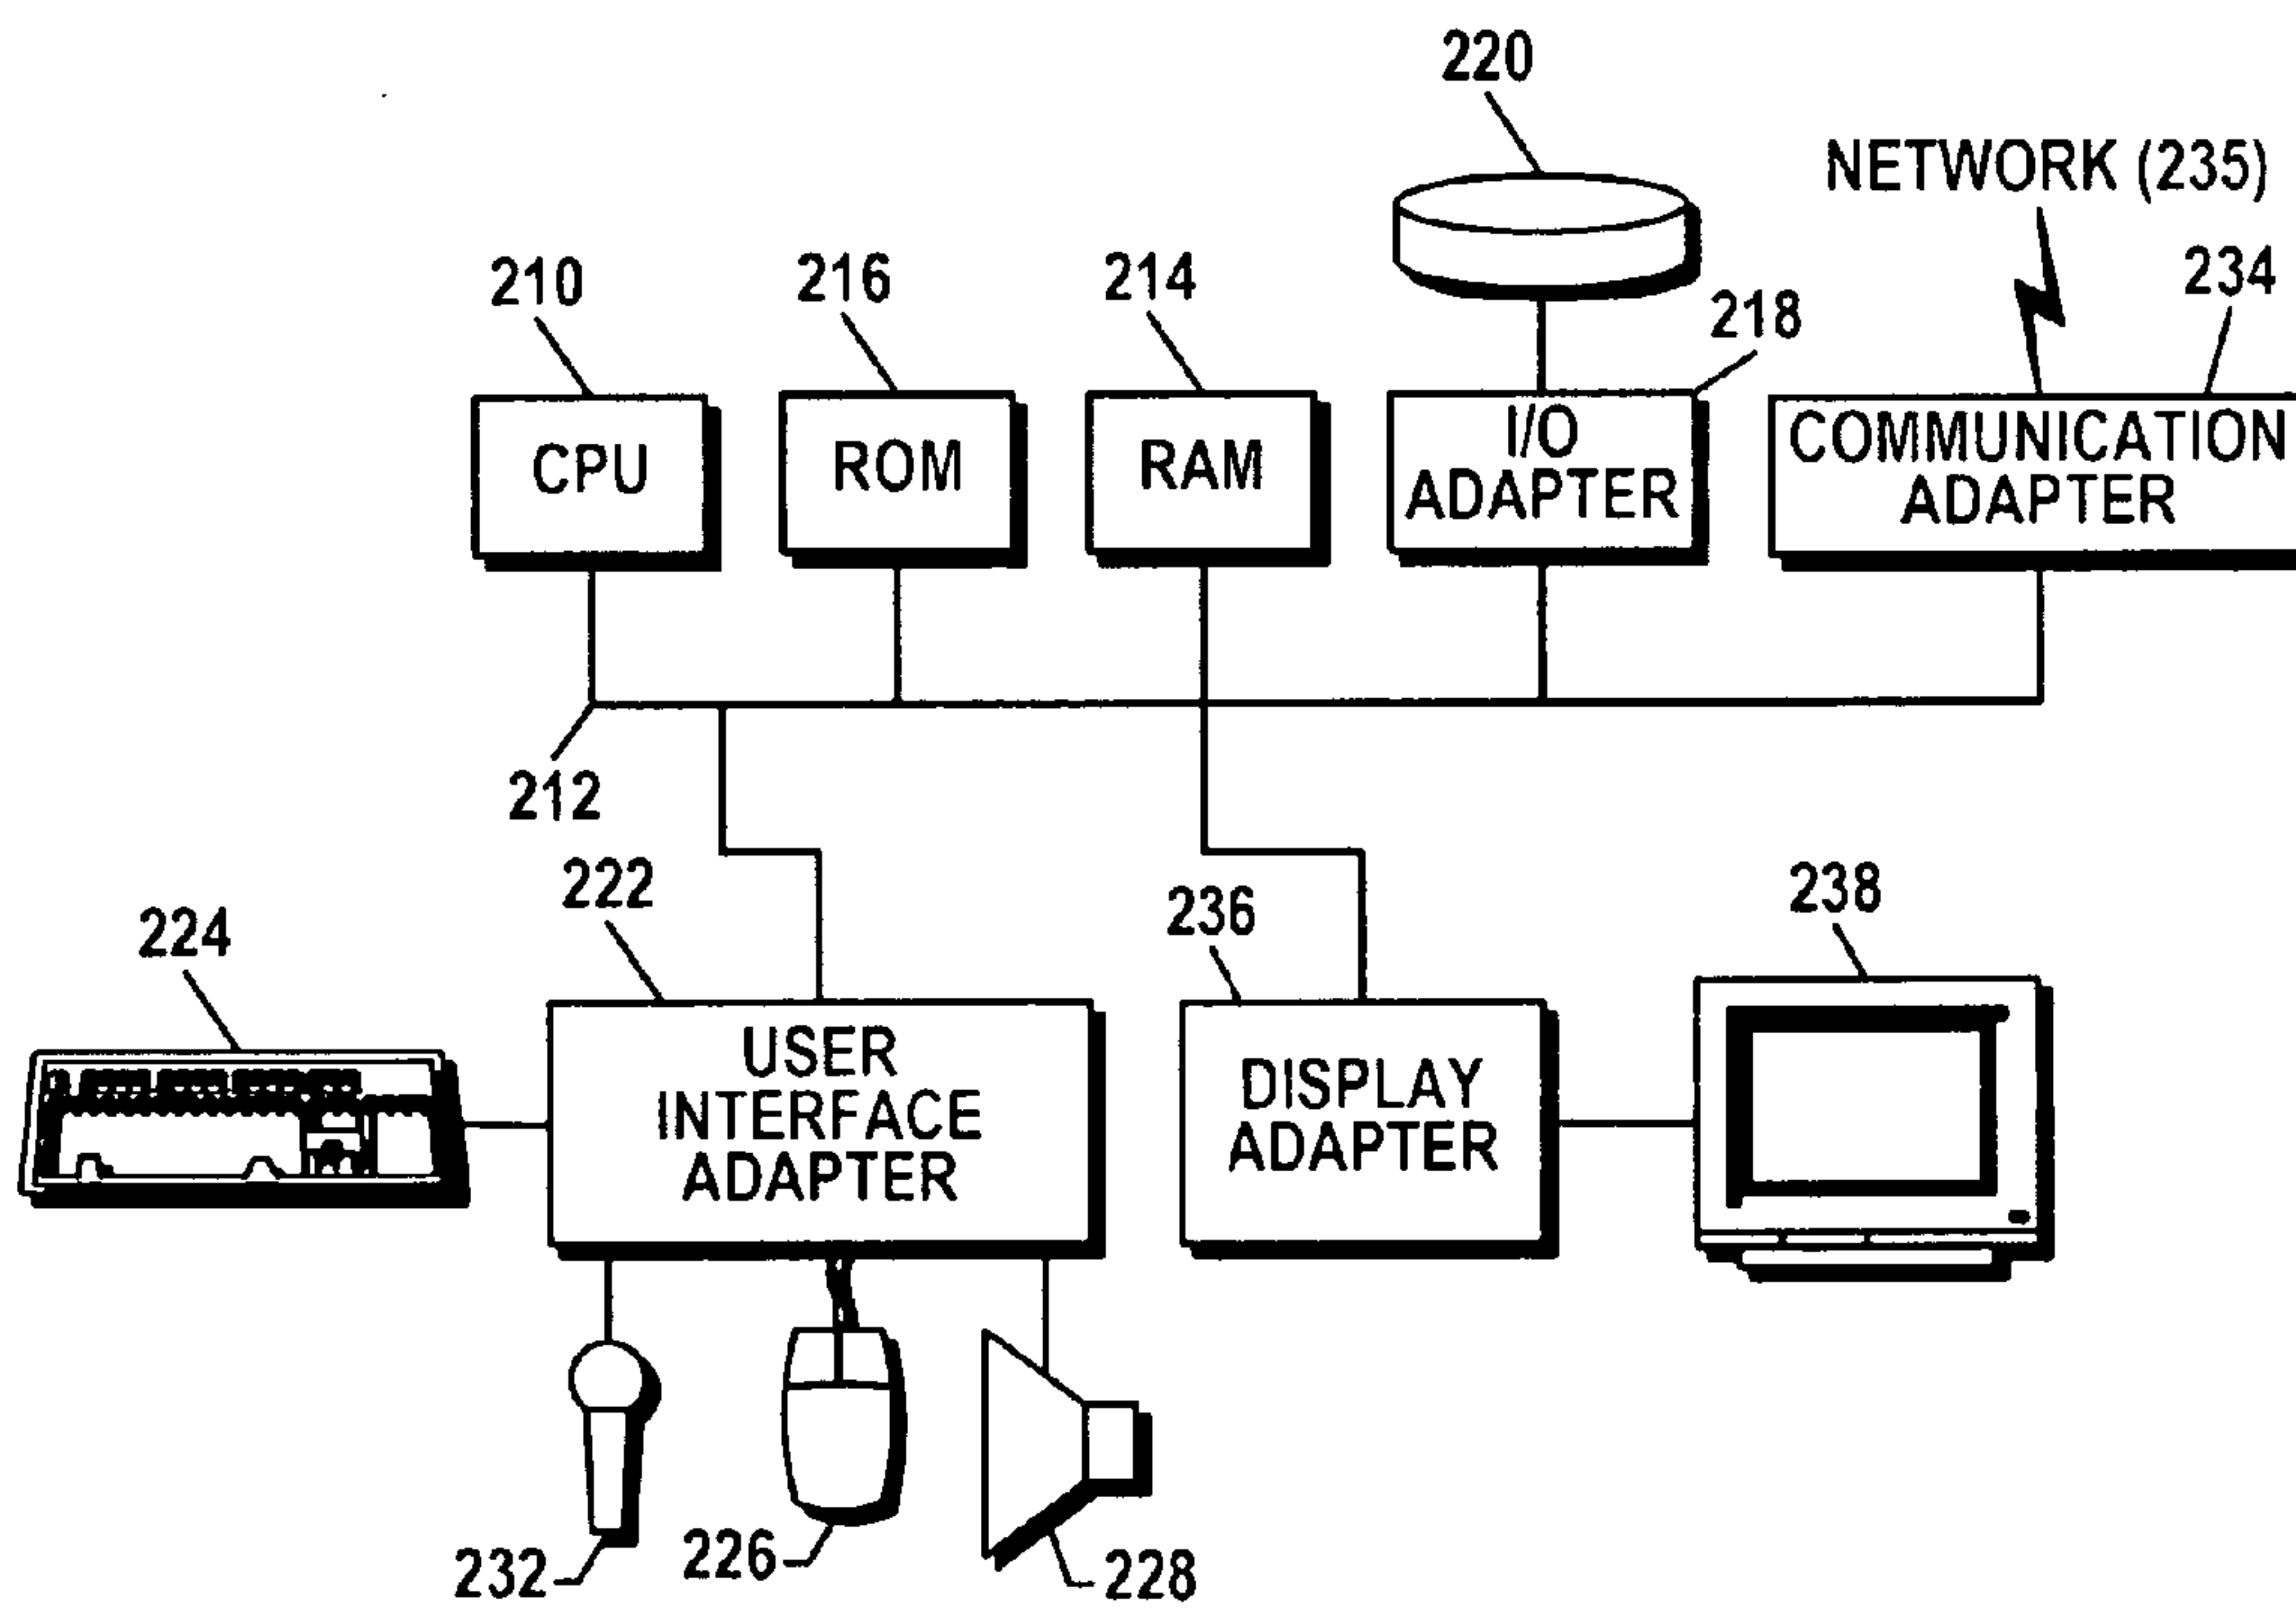 220
NETWORK (235)
210
216
214
218
234
CPU
ROM
RAM
I/O
ADAPTER
COMMUNICATION
ADAPTER
212
222
224
236
238
USER
INTERFACE
ADAPTER
DISPLAY
ADAPTER
232
226
228